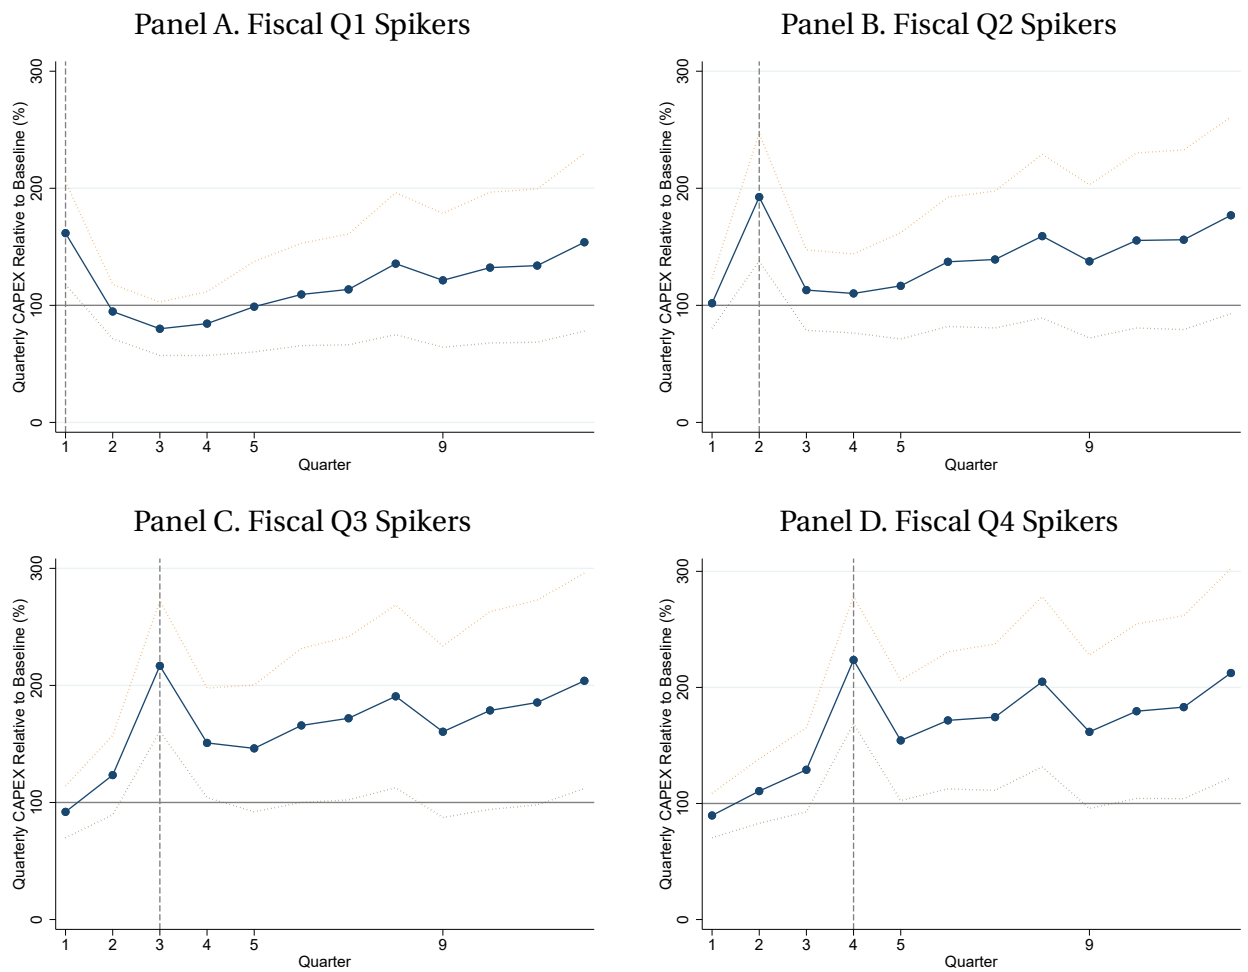 Panel A. Fiscal Q1 Spikers
Quarterly CAPEX Relative to Baseline (%)
300
200
100
0
1 2 3 4 5 9
Quarter
Panel B. Fiscal Q2 Spikers
Quarterly CAPEX Relative to Baseline (%)
300
200
100
0
1 2 3 4 5 9
Quarter
Panel C. Fiscal Q3 Spikers
Quarterly CAPEX Relative to Baseline (%)
300
200
100
0
1 2 3 4 5 9
Quarter
Panel D. Fiscal Q4 Spikers
Quarterly CAPEX Relative to Baseline (%)
300
200
100
0
1 2 3 4 5 9
Quarter